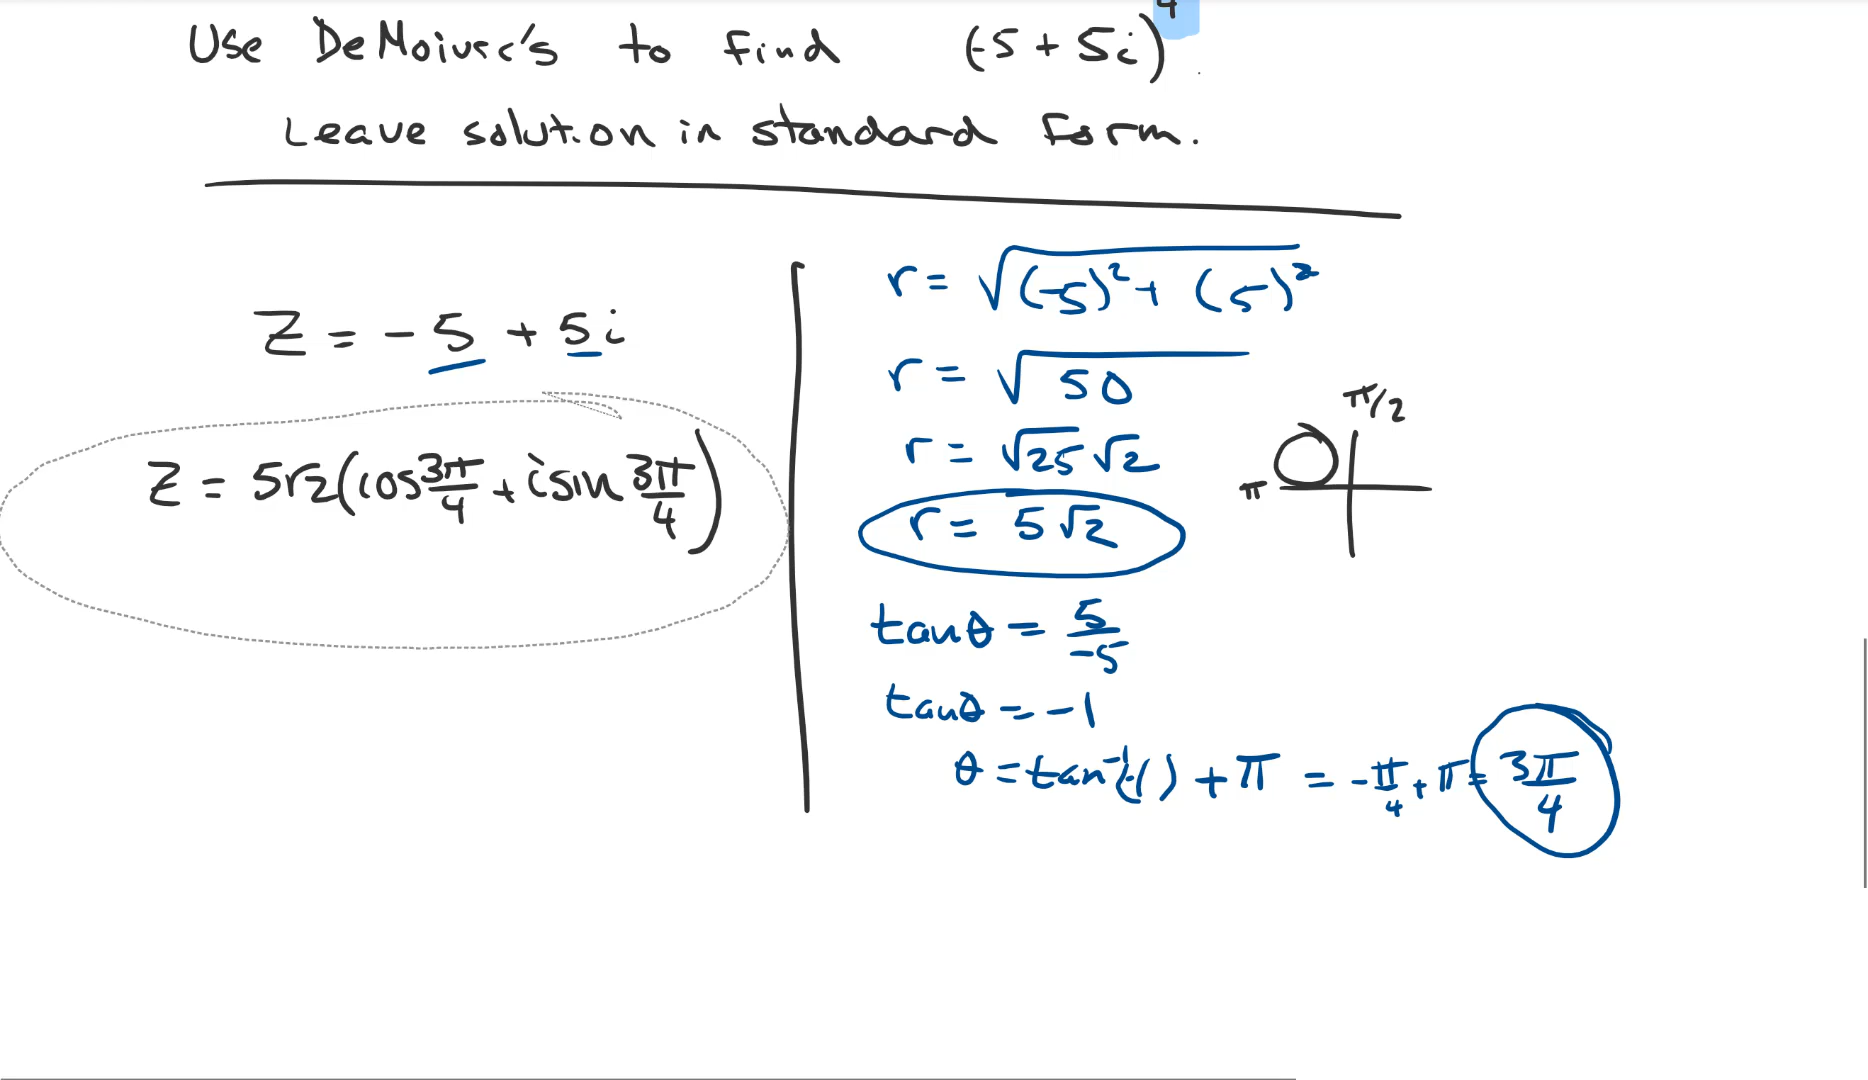 Use DeMoivre's to find (-5 + 5i)^4.
Leave solution in standard form.
z = -5 + 5i
z = 5√2(cos 3π/4 + i sin 3π/4)
r = √((-5)² + (5)²)
r = √50
r = √25 √2
r = 5√2
π/2
π
tanθ = 5/-5
tanθ = -1
θ = tan⁻¹(-1) + π = -π/4 + π = 3π/4